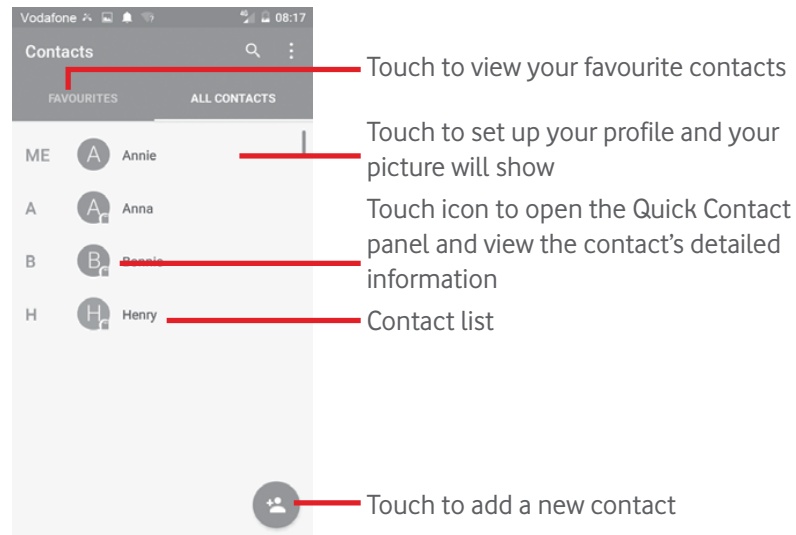 Vodafone 4G 08:17
Contacts
Touch to view your favourite contacts
FAVOURITES ALL CONTACTS
Touch to set up your profile and your
picture will show
ME A Annie
A A Anna
Touch icon to open the Quick Contact
panel and view the contact's detailed
information
B B Bennie
H H Henry
Contact list
Touch to add a new contact